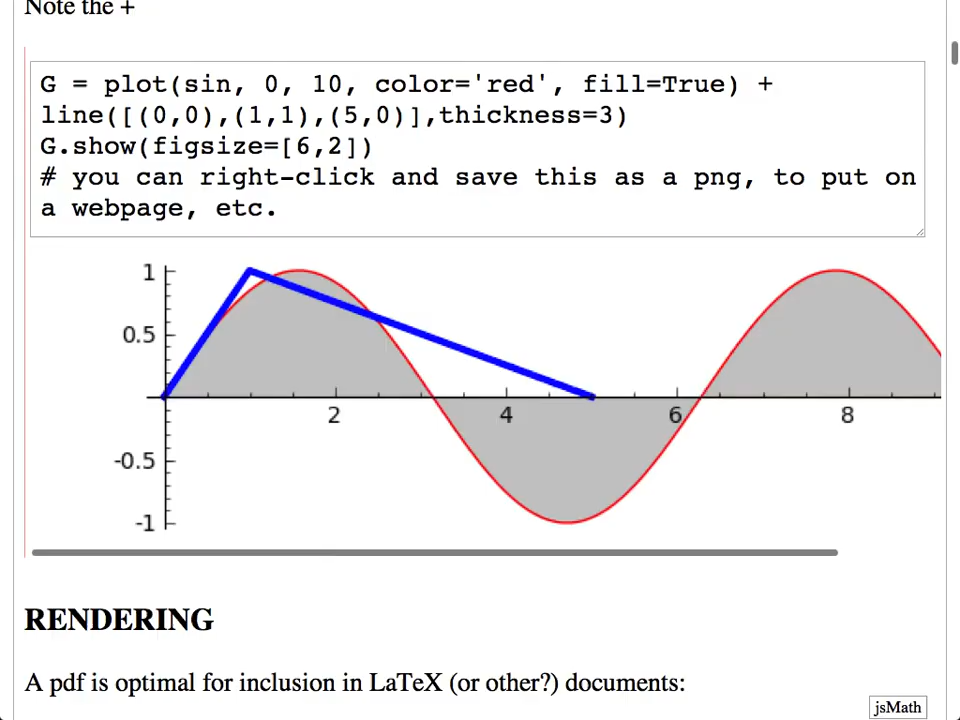 Note the +
G = plot(sin, 0, 10, color='red', fill=True) +
line([(0,0),(1,1),(5,0)],thickness=3)
G.show(figsize=[6,2])
# you can right-click and save this as a png, to put on
a webpage, etc.
1
0.5
2 4 6 8
-0.5
-1
RENDERING
A pdf is optimal for inclusion in LaTeX (or other?) documents:
jsMath